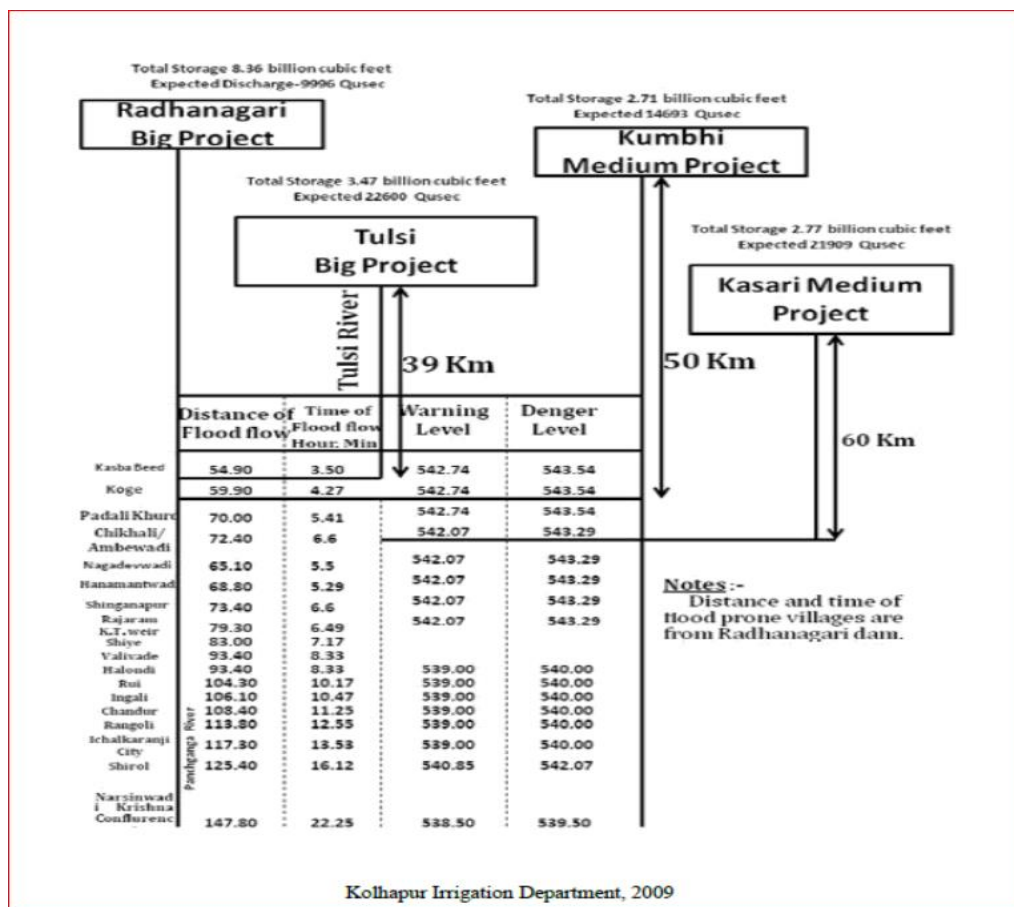 Total Storage 8.36 billion cubic feet
Expected Discharge-9996 Qusec
Radhanagari
Big Project
Total Storage 2.71 billion cubic feet
Expected 14693 Qusec
Kumbhi
Medium Project
Total Storage 3.47 billion cubic feet
Expected 22600 Qusec
Tulsi
Big Project
Total Storage 2.77 billion cubic feet
Expected 21909 Qusec
Kasari Medium
Project
Tulsi River
39 Km
50 Km
60 Km
Distance of
Flood flow
Time of
Flood flow
Hour. Min
Warning
Level
Denger
Level
Kasba Beed 54.90 3.50 542.74 543.54
Koge 59.90 4.27 542.74 543.54
Padali Khurd 70.00 5.41 542.74 543.54
Chikhali/
Ambewadi 72.40 6.6 542.07 543.29
Nagadevwadi 65.10 5.5 542.07 543.29
Hanamantwad 68.80 5.29 542.07 543.29
Shinganapur 73.40 6.6 542.07 543.29
Rajaram
K.T.weir 79.30 6.49 542.07 543.29
Shiye 83.00 7.17
Valivade 93.40 8.33
Halondi 93.40 8.33 539.00 540.00
Rui 104.30 10.17 539.00 540.00
Ingali 106.10 10.47 539.00 540.00
Chandur 108.40 11.25 539.00 540.00
Rangoli 113.80 12.55 539.00 540.00
Ichalkaranji
City 117.30 13.53 539.00 540.00
Shirol 125.40 16.12 540.85 542.07
Narsinwad
i Krishna
Conflurenc 147.80 22.25 538.50 539.50
Panchganga River
Notes :-
Distance and time of
flood prone villages are
from Radhanagari dam.
Kolhapur Irrigation Department, 2009